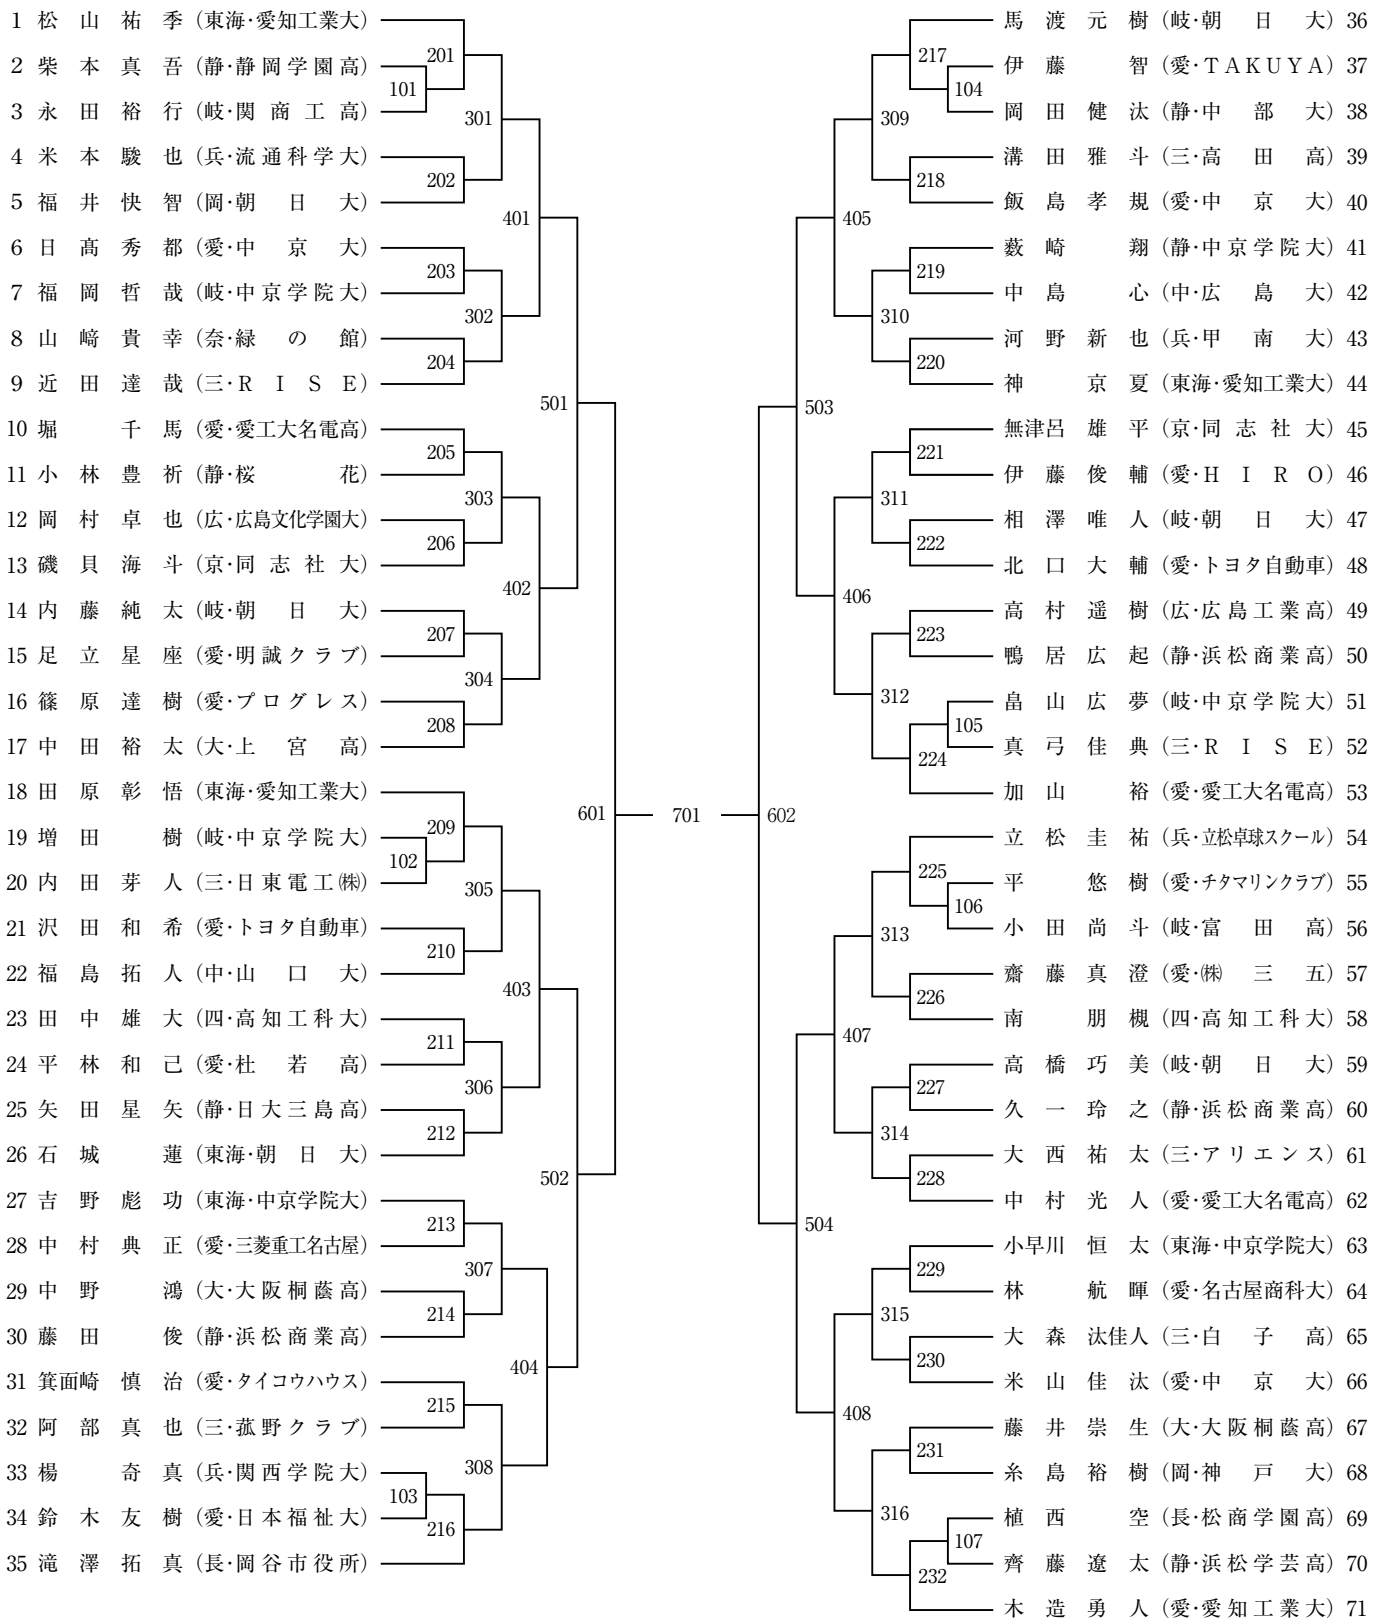 1 松山祐季 (東海・愛知工業大)
2 柴本真吾 (静・静岡学園高)
3 永田裕行 (岐・関商工高)
4 米本駿也 (兵・流通科学大)
5 福井快智 (岡・朝日大)
6 日髙秀都 (愛・中京大)
7 福岡哲哉 (岐・中京学院大)
8 山﨑貴幸 (奈・緑の館)
9 近田達哉 (三・RISE)
10 堀千馬 (愛・愛工大名電高)
11 小林豊祈 (静・桜花)
12 岡村卓也 (広・広島文化学園大)
13 磯貝海斗 (京・同志社大)
14 内藤純太 (岐・朝日大)
15 足立星座 (愛・明誠クラブ)
16 篠原達樹 (愛・プログレス)
17 中田裕太 (大・上宮高)
18 田原彰悟 (東海・愛知工業大)
19 増田樹 (岐・中京学院大)
20 内田芽人 (三・日東電工㈱)
21 沢田和希 (愛・トヨタ自動車)
22 福島拓人 (中・山口大)
23 田中雄大 (四・高知工科大)
24 平林和己 (愛・杜若高)
25 矢田星矢 (静・日大三島高)
26 石城蓮 (東海・朝日大)
27 吉野彪功 (東海・中京学院大)
28 中村典正 (愛・三菱重工名古屋)
29 中野鴻 (大・大阪桐蔭高)
30 藤田俊 (静・浜松商業高)
31 箕面崎慎治 (愛・タイコウハウス)
32 阿部真也 (三・菰野クラブ)
33 楊奇真 (兵・関西学院大)
34 鈴木友樹 (愛・日本福祉大)
35 滝澤拓真 (長・岡谷市役所)
101
102
103
201
202
203
204
205
206
207
208
209
210
211
212
213
214
215
216
301
302
303
304
305
306
307
308
401
402
403
404
501
502
601
701
602
503
504
405
406
407
408
309
310
311
312
313
314
315
316
217
218
219
220
221
222
223
224
225
226
227
228
229
230
231
232
104
105
106
107
馬渡元樹 (岐・朝日大) 36
伊藤智 (愛・TAKUYA) 37
岡田健汰 (静・中部大) 38
溝田雅斗 (三・高田高) 39
飯島孝規 (愛・中京大) 40
薮崎翔 (静・中京学院大) 41
中島心 (中・広島大) 42
河野新也 (兵・甲南大) 43
神京夏 (東海・愛知工業大) 44
無津呂雄平 (京・同志社大) 45
伊藤俊輔 (愛・HIRO) 46
相澤唯人 (岐・朝日大) 47
北口大輔 (愛・トヨタ自動車) 48
高村遥樹 (広・広島工業高) 49
鴨居広起 (静・浜松商業高) 50
畠山広夢 (岐・中京学院大) 51
真弓佳典 (三・RISE) 52
加山裕 (愛・愛工大名電高) 53
立松圭祐 (兵・立松卓球スクール) 54
平悠樹 (愛・チタマリンクラブ) 55
小田尚斗 (岐・富田高) 56
齋藤真澄 (愛・㈱三五) 57
南朋槻 (四・高知工科大) 58
高橋巧美 (岐・朝日大) 59
久一玲之 (静・浜松商業高) 60
大西祐太 (三・アリエンス) 61
中村光人 (愛・愛工大名電高) 62
小早川恒太 (東海・中京学院大) 63
林航暉 (愛・名古屋商科大) 64
大森汰佳人 (三・白子高) 65
米山佳汰 (愛・中京大) 66
藤井崇生 (大・大阪桐蔭高) 67
糸島裕樹 (岡・神戸大) 68
植西空 (長・松商学園高) 69
齊藤遼太 (静・浜松学芸高) 70
木造勇人 (愛・愛知工業大) 71